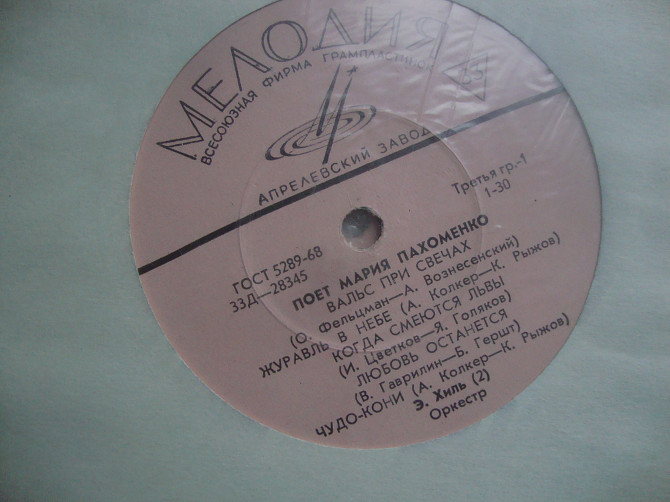 МЕЛОДИЯ
ВСЕСОЮЗНАЯ ФИРМА ГРАМПЛАСТИНОК
33
АПРЕЛЕВСКИЙ ЗАВОД
ГОСТ 5289-68
33Д—28345
Третья гр.-1
1-30
ПОЕТ МАРИЯ ПАХОМЕНКО
ВАЛЬС ПРИ СВЕЧАХ
(О. Фельцман—А. Вознесенский)
ЖУРАВЛЬ В НЕБЕ (А. Колкер—К. Рыжов)
КОГДА СМЕЮТСЯ ЛЬВЫ
(И. Цветков—Я. Голяков)
ЛЮБОВЬ ОСТАНЕТСЯ
(В. Гаврилин—Б. Гершт)
ЧУДО-КОНИ (А. Колкер—К. Рыжов)
Э. Хиль (2)
Оркестр